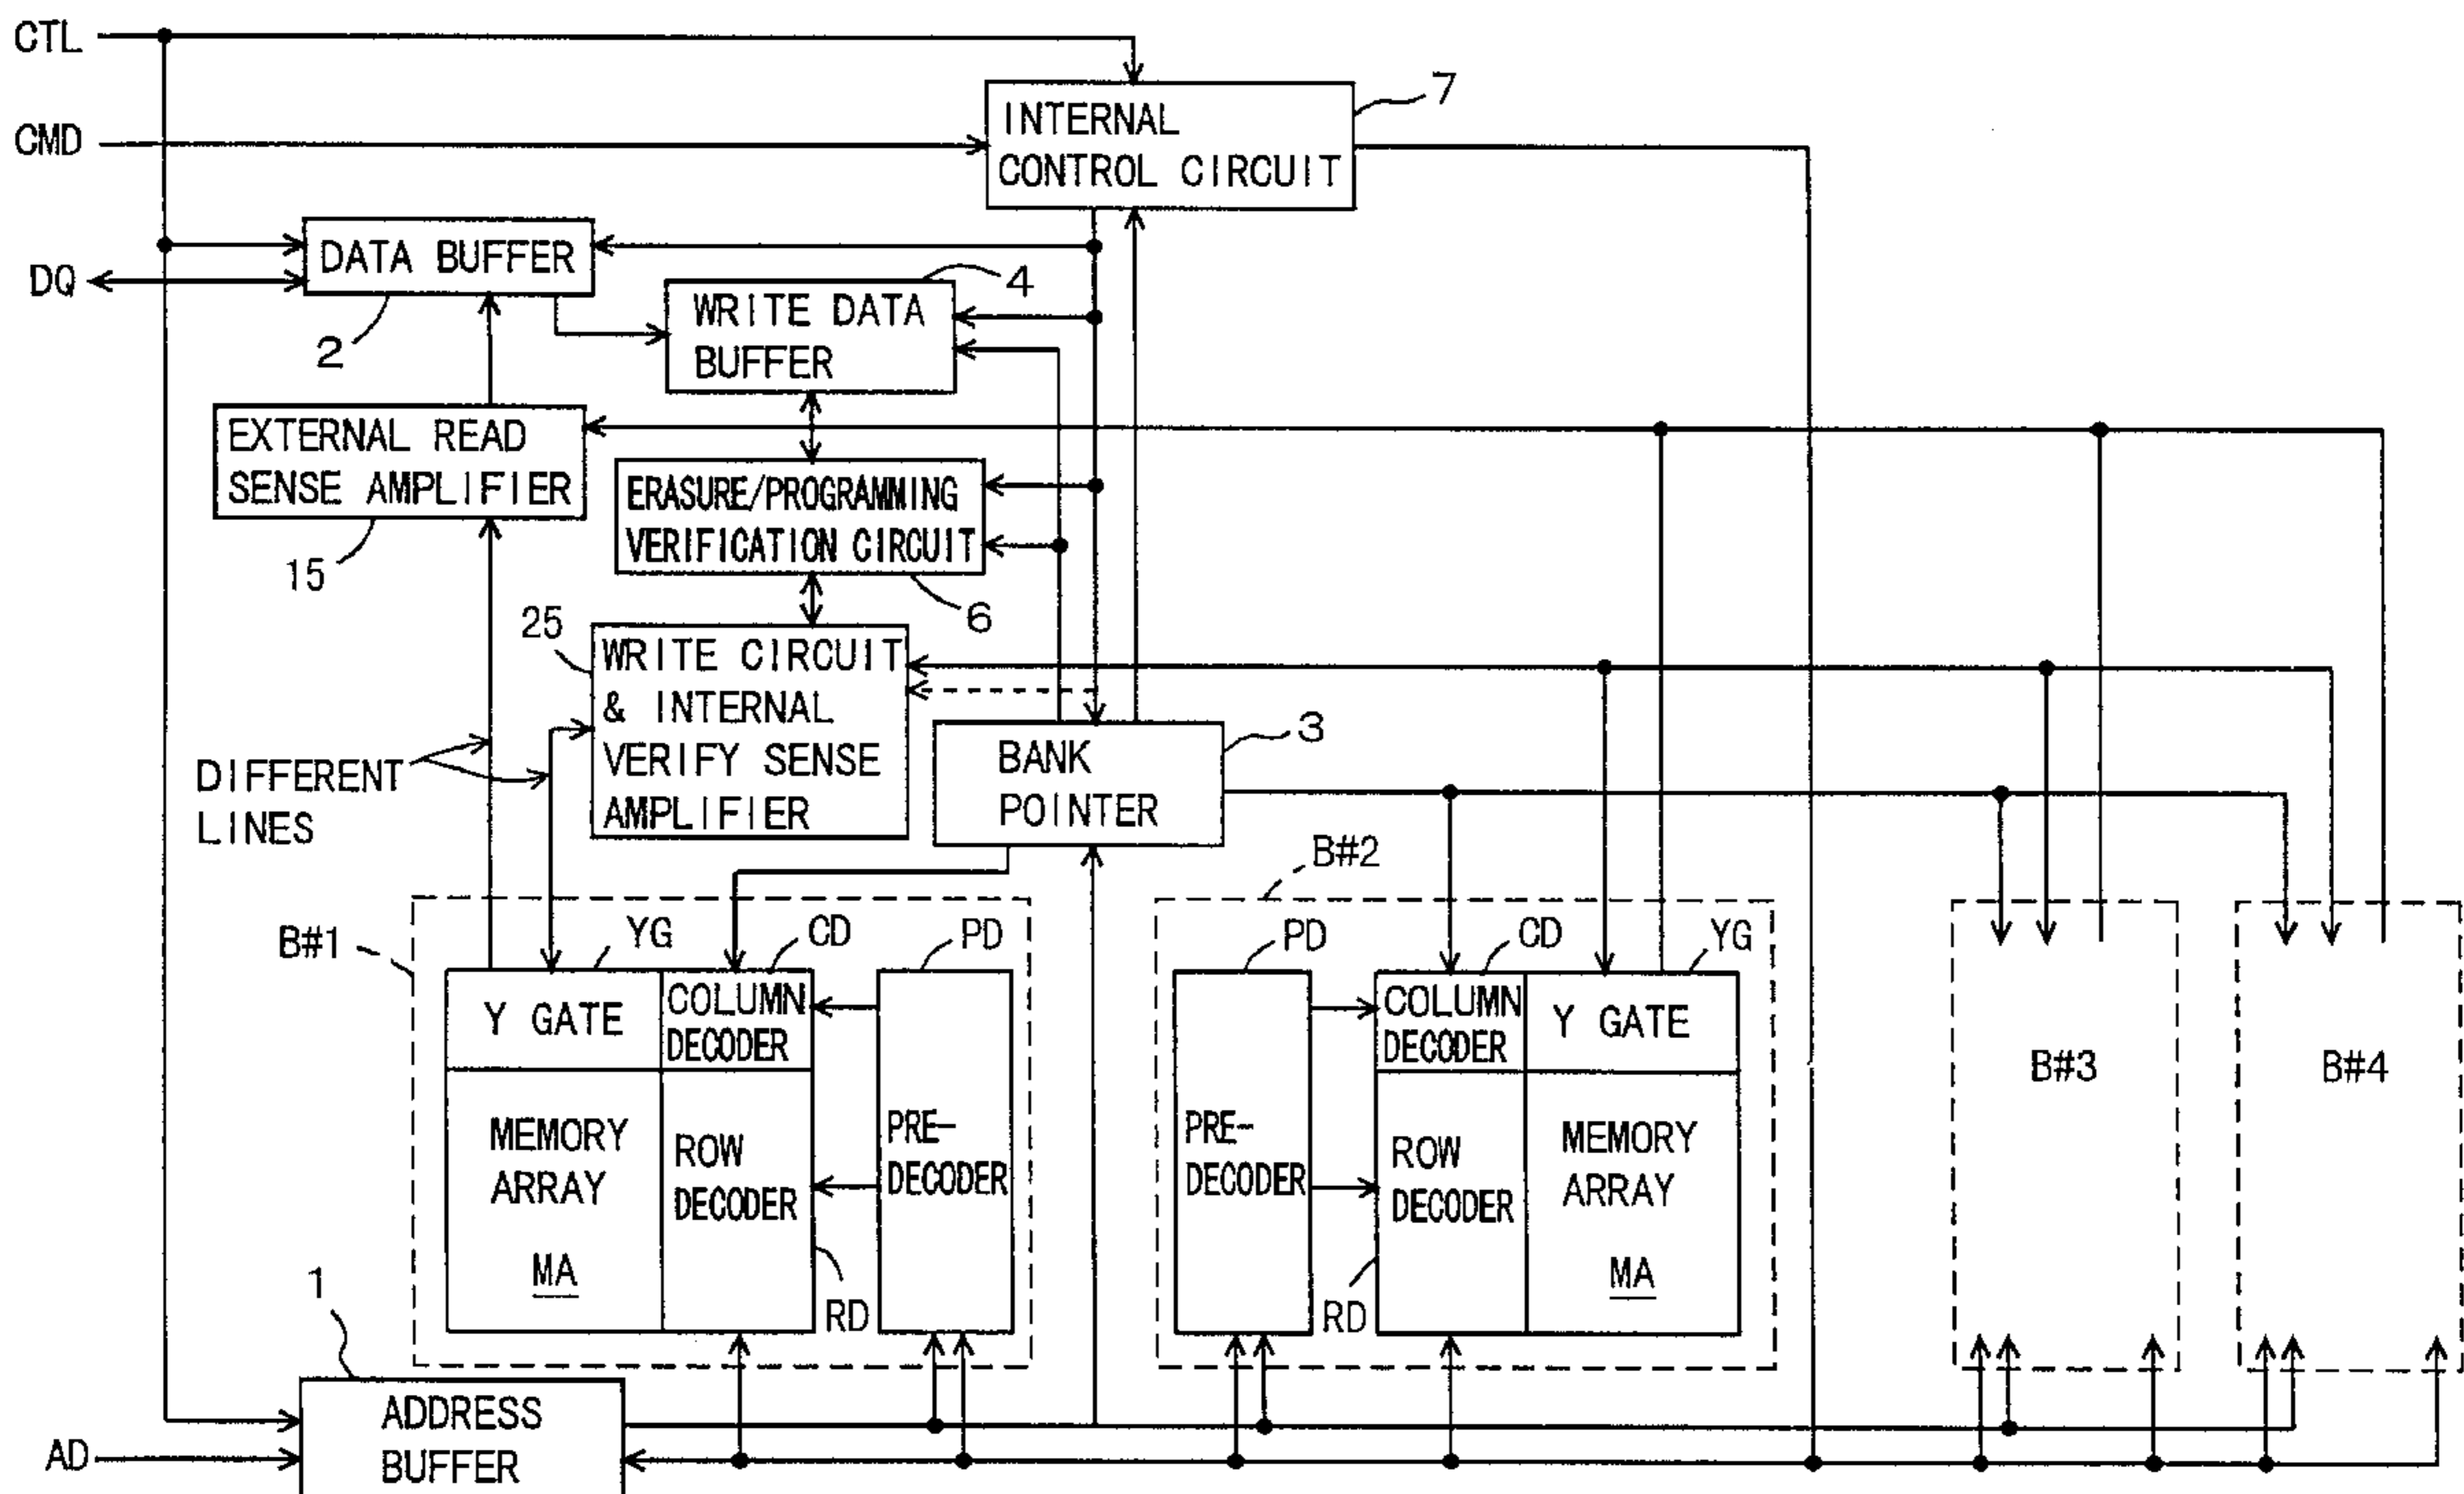 CTL
7
INTERNAL
CONTROL CIRCUIT
CMD
DATA BUFFER
DQ
4
WRITE DATA
BUFFER
2
EXTERNAL READ
SENSE AMPLIFIER
ERASURE/PROGRAMMING
VERIFICATION CIRCUIT
15
6
25
WRITE CIRCUIT
& INTERNAL
VERIFY SENSE
AMPLIFIER
3
BANK
POINTER
DIFFERENT
LINES
B#2
B#1
YG
CD
PD
PD
CD
YG
Y GATE
COLUMN
DECODER
COLUMN
DECODER
Y GATE
B#3
B#4
MEMORY
ARRAY
MA
ROW
DECODER
PRE-
DECODER
PRE-
DECODER
ROW
DECODER
MEMORY
ARRAY
MA
RD
RD
1
ADDRESS
BUFFER
AD